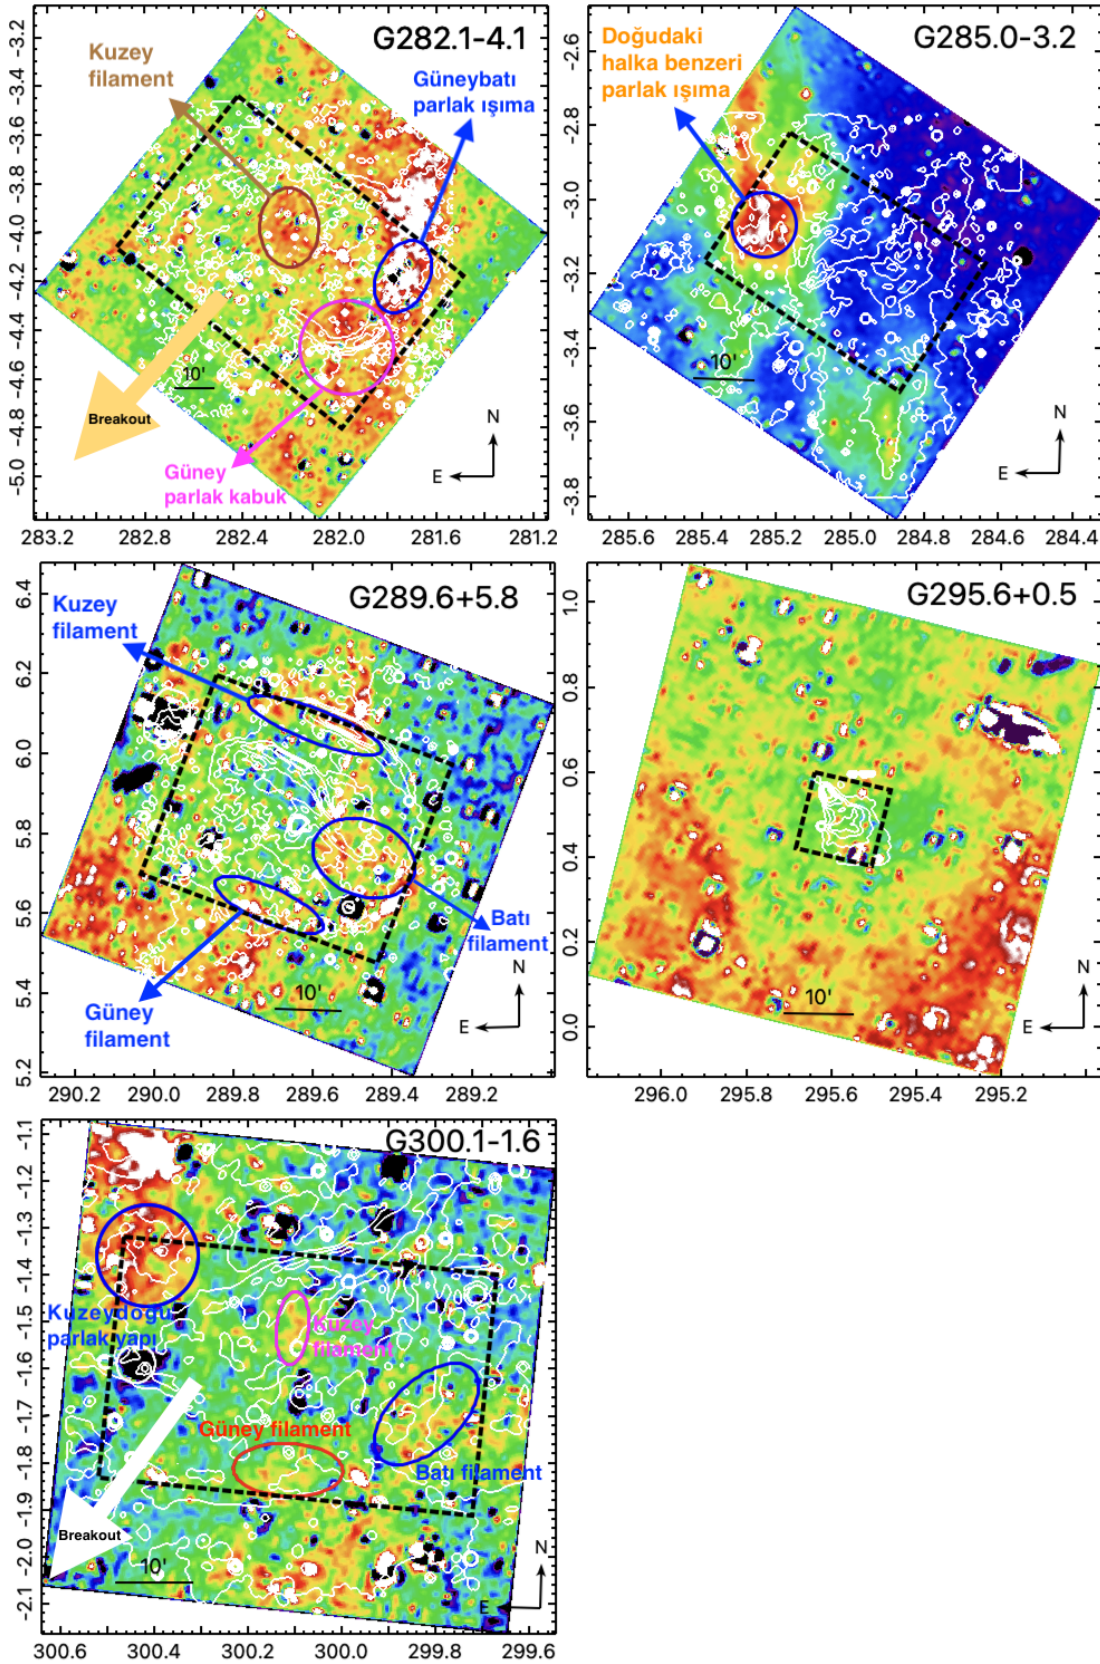 G282.1-4.1
Kuzey
filament
Güneybatı
parlak ışıma
Breakout
10'
Güney
parlak kabuk
N
E
-3.2
-3.4
-3.6
-3.8
-4.0
-4.2
-4.4
-4.6
-4.8
-5.0
283.2 282.8 282.4 282.0 281.6 281.2
G285.0-3.2
Doğudaki
halka benzeri
parlak ışıma
10'
N
E
-2.6
-2.8
-3.0
-3.2
-3.4
-3.6
-3.8
285.6 285.4 285.2 285.0 284.8 284.6 284.4
G289.6+5.8
Kuzey
filament
Batı
filament
Güney
filament
10'
N
E
6.4
6.2
6.0
5.8
5.6
5.4
5.2
290.2 290.0 289.8 289.6 289.4 289.2
G295.6+0.5
10'
N
E
1.0
0.8
0.6
0.4
0.2
0.0
296.0 295.8 295.6 295.4 295.2
G300.1-1.6
Kuzeydoğu
parlak yapı
Kuzey
filament
Güney filament
Batı filament
Breakout
10'
N
E
-1.1
-1.2
-1.3
-1.4
-1.5
-1.6
-1.7
-1.8
-1.9
-2.0
-2.1
300.6 300.4 300.2 300.0 299.8 299.6